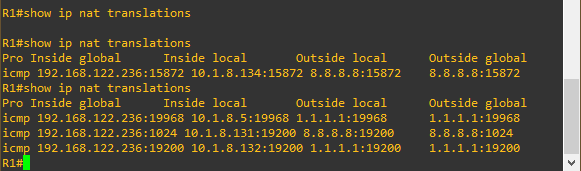 R1#show ip nat translations
R1#show ip nat translations
Pro Inside global Inside local Outside local Outside global
icmp 192.168.122.236:15872 10.1.8.134:15872 8.8.8.8:15872 8.8.8.8:15872
R1#show ip nat translations
Pro Inside global Inside local Outside local Outside global
icmp 192.168.122.236:19968 10.1.8.5:19968 1.1.1.1:19968 1.1.1.1:19968
icmp 192.168.122.236:1024 10.1.8.131:19200 8.8.8.8:19200 8.8.8.8:1024
icmp 192.168.122.236:19200 10.1.8.132:19200 1.1.1.1:19200 1.1.1.1:19200
R1#